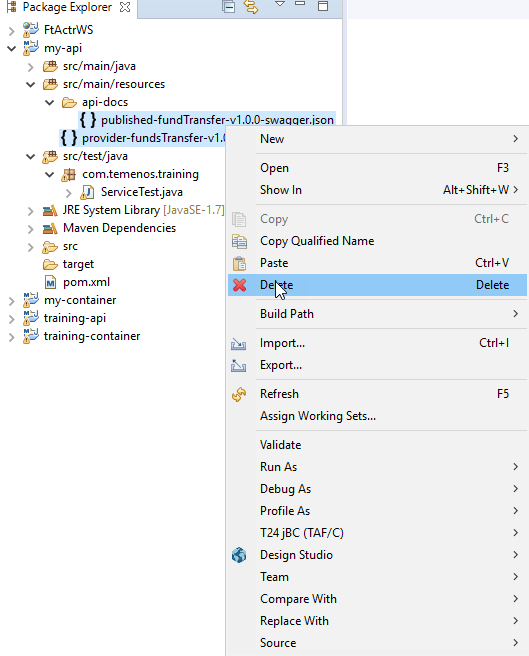 Package Explorer
FtActrWS
my-api
src/main/java
src/main/resources
api-docs
published-fundTransfer-v1.0.0-swagger.json
provider-fundsTransfer-v1.0
src/test/java
com.temenos.training
ServiceTest.java
JRE System Library [JavaSE-1.7]
Maven Dependencies
src
target
pom.xml
my-container
training-api
training-container
New
Open F3
Show In Alt+Shift+W
Copy Ctrl+C
Copy Qualified Name
Paste Ctrl+V
Delete Delete
Build Path
Import... Ctrl+I
Export...
Refresh F5
Assign Working Sets...
Validate
Run As
Debug As
Profile As
T24 jBC (TAF/C)
Design Studio
Team
Compare With
Replace With
Source